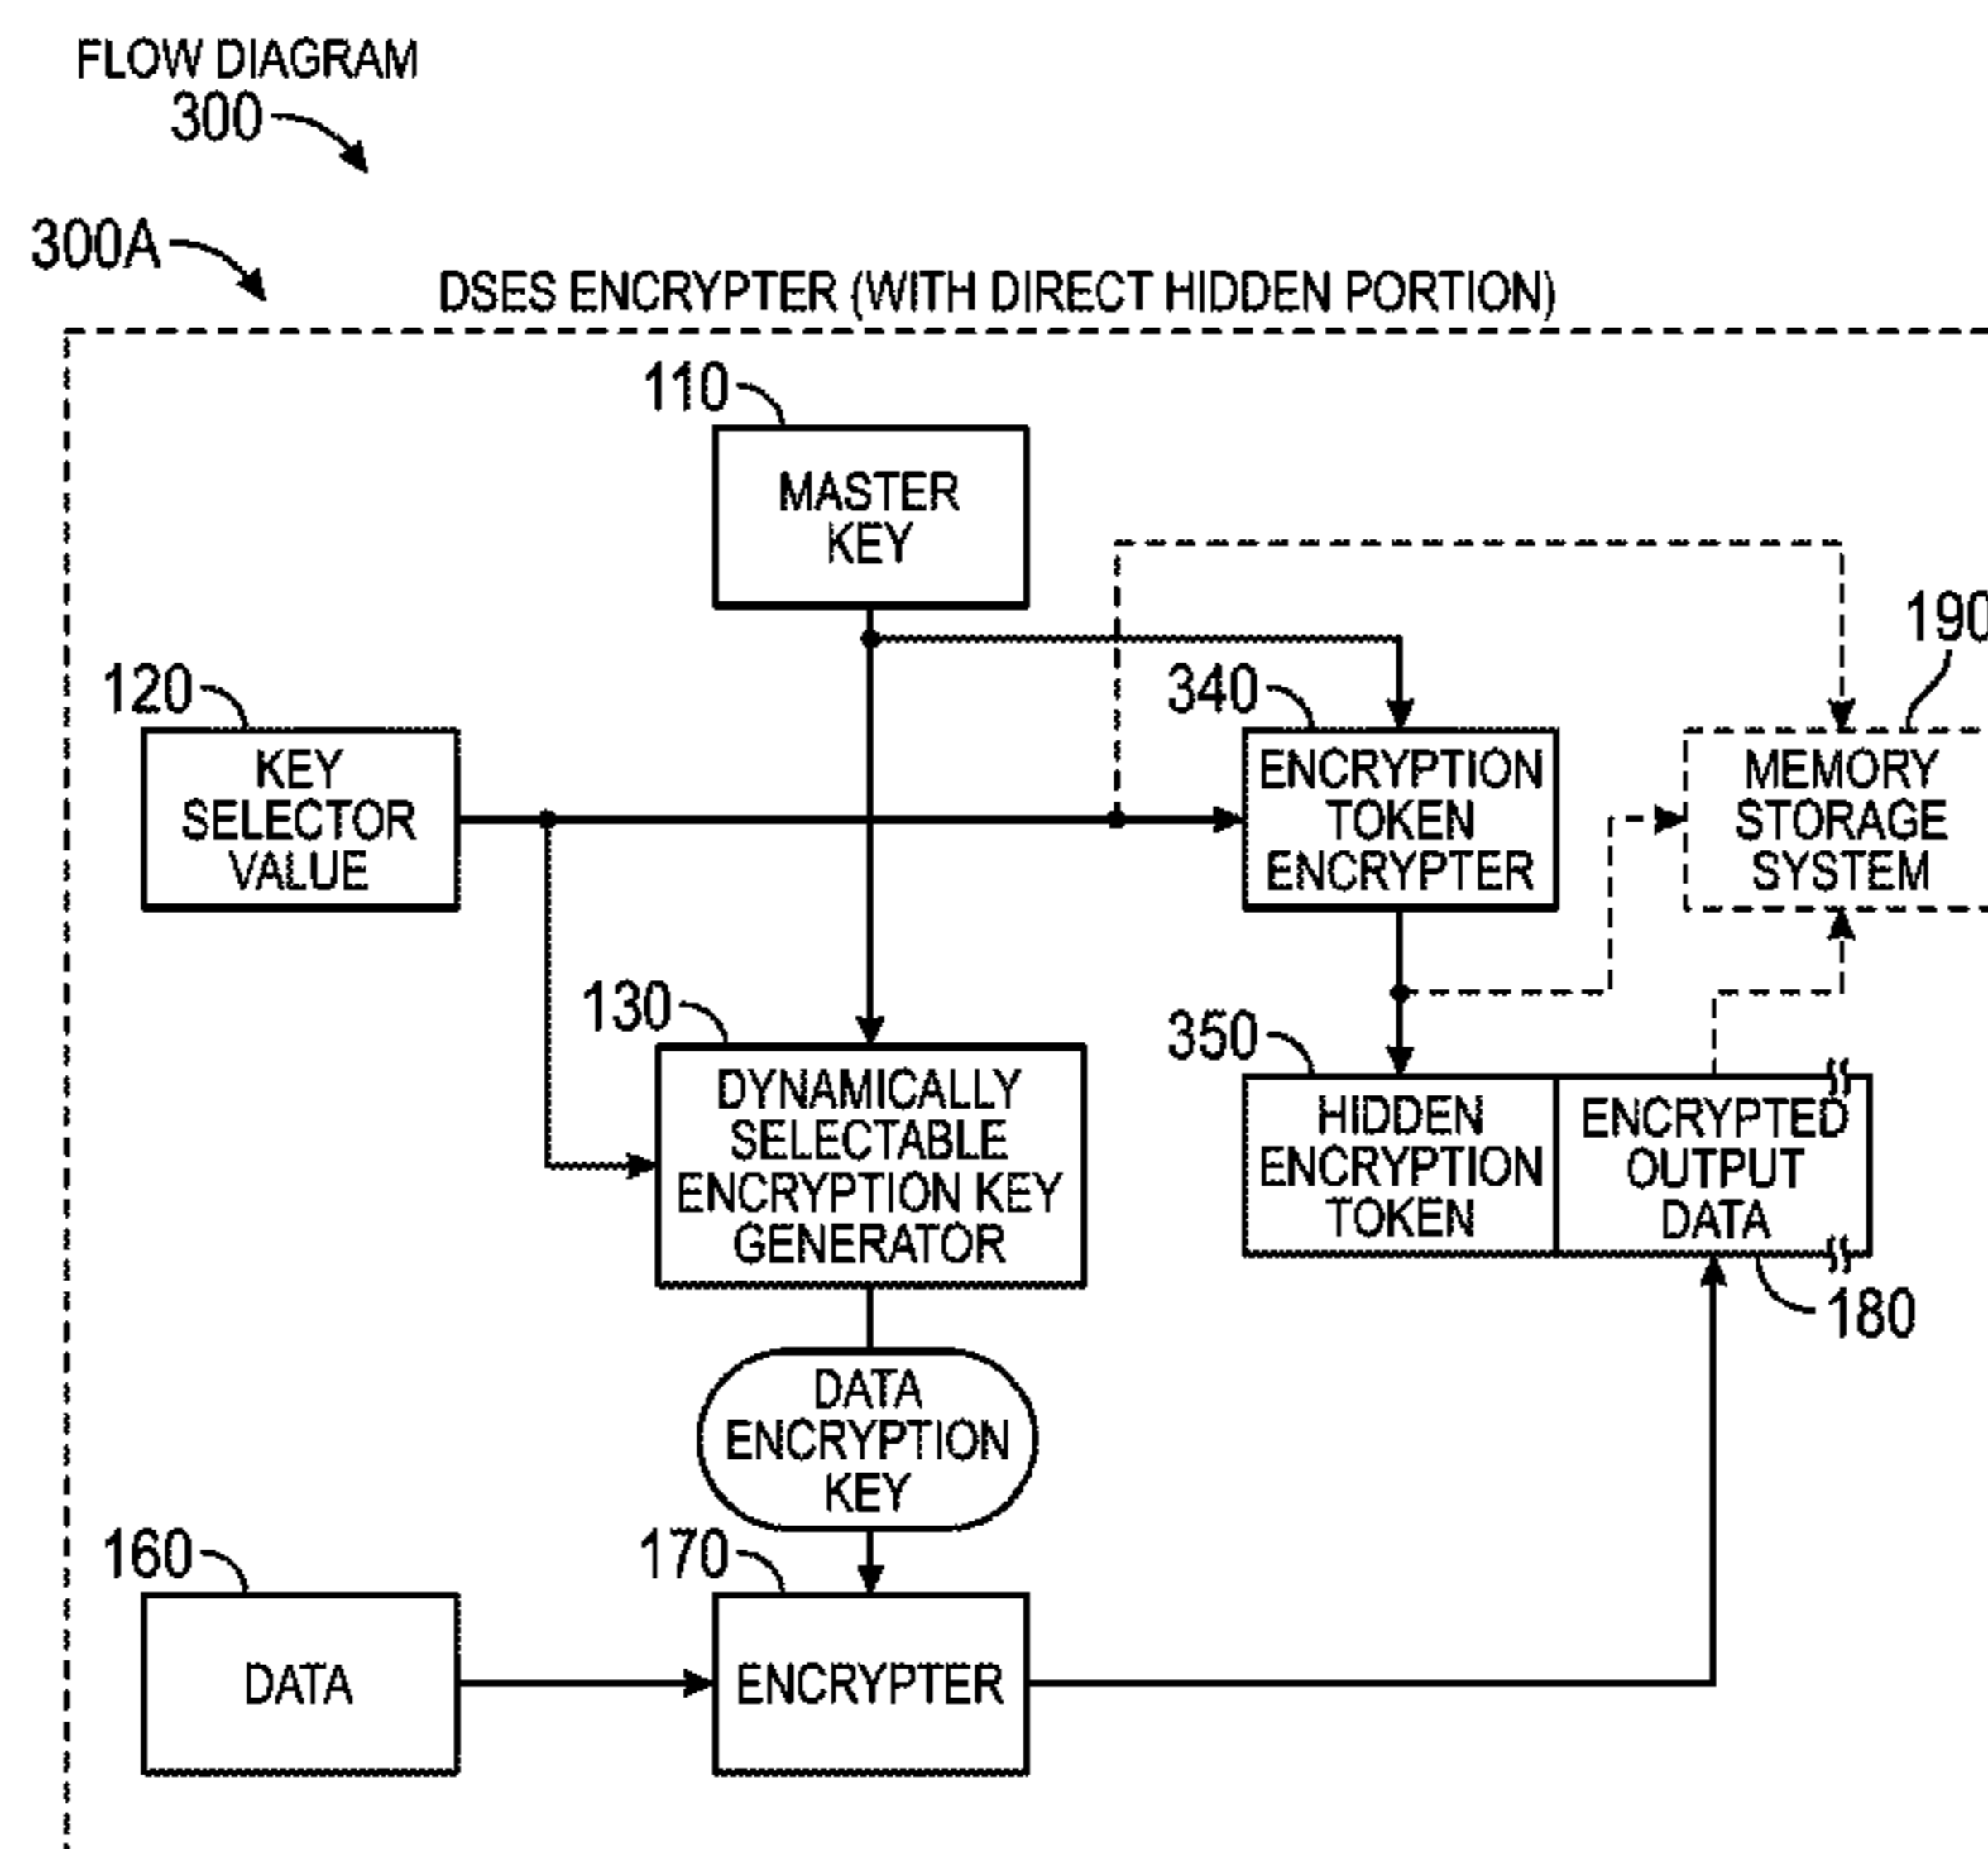 FLOW DIAGRAM
300
300A
DSES ENCRYPTER (WITH DIRECT HIDDEN PORTION)
110
MASTER
KEY
190
120
KEY
SELECTOR
VALUE
340
ENCRYPTION
TOKEN
ENCRYPTER
MEMORY
STORAGE
SYSTEM
130
DYNAMICALLY
SELECTABLE
ENCRYPTION KEY
GENERATOR
350
HIDDEN
ENCRYPTION
TOKEN
ENCRYPTED
OUTPUT
DATA
180
DATA
ENCRYPTION
KEY
160
DATA
170
ENCRYPTER